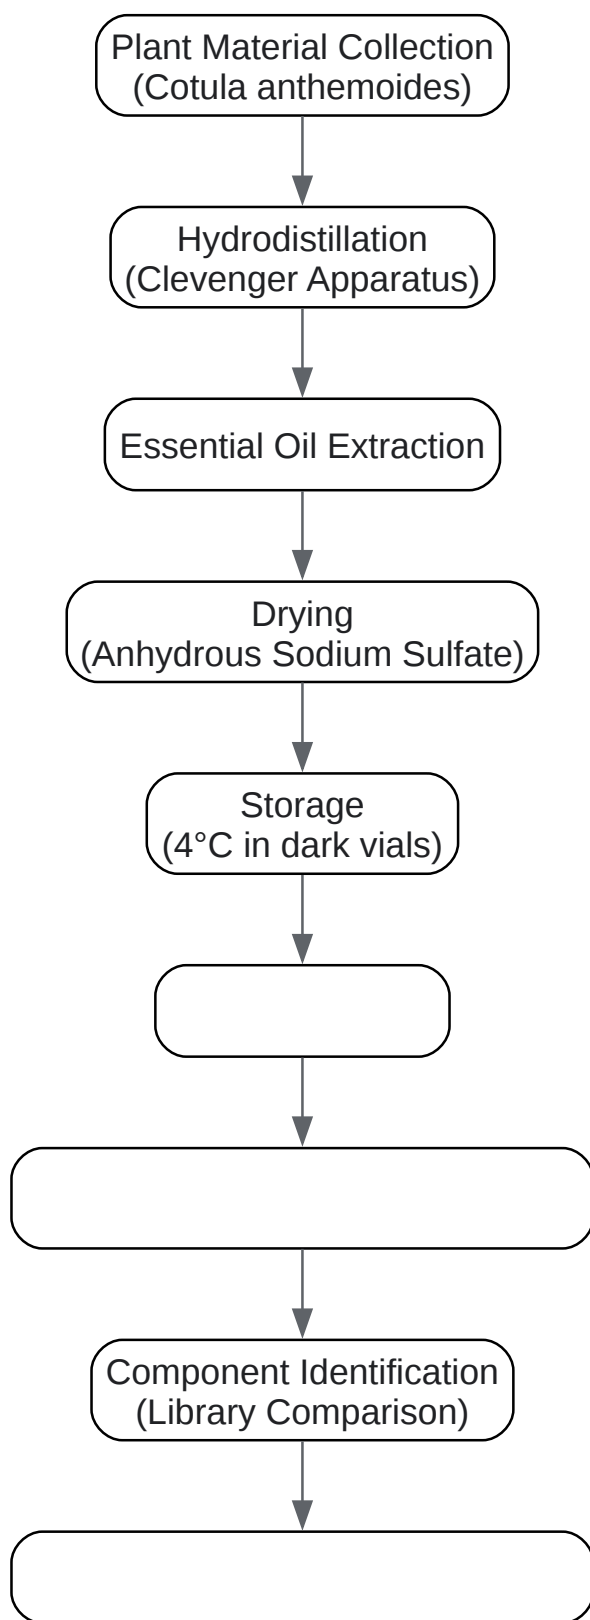 Plant Material Collection
(Cotula anthemoides)
Hydrodistillation
(Clevenger Apparatus)
Essential Oil Extraction
Drying
(Anhydrous Sodium Sulfate)
Storage
(4°C in dark vials)
Component Identification
(Library Comparison)